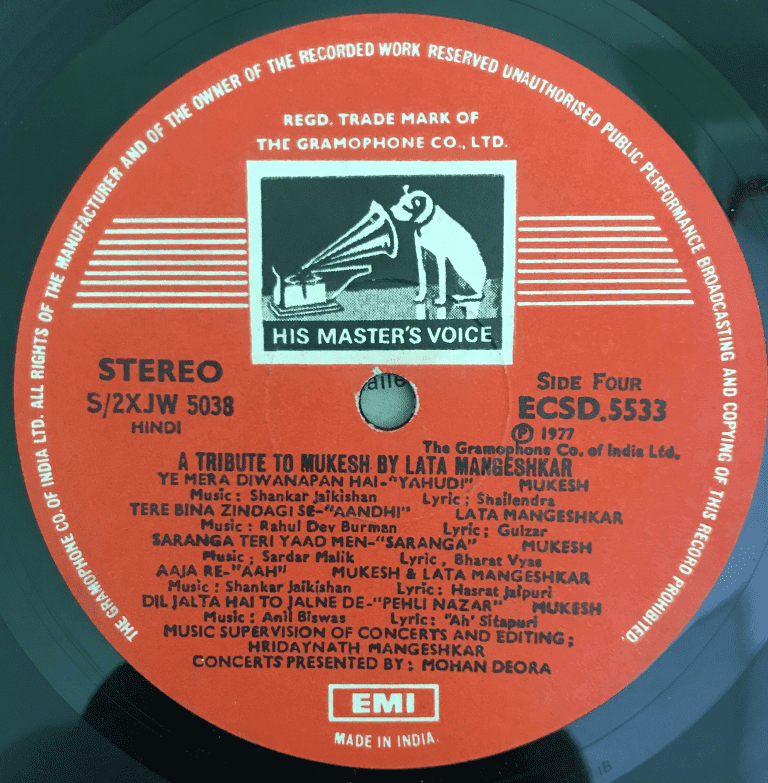 THE GRAMOPHONE CO. OF INDIA LTD. ALL RIGHTS OF THE MANUFACTURER AND OF THE OWNER OF THE RECORDED WORK RESERVED UNAUTHORISED PUBLIC PERFORMANCE BROADCASTING AND COPYING OF THIS RECORD PROHIBITED.
REGD. TRADE MARK OF
THE GRAMOPHONE CO., LTD.
HIS MASTER'S VOICE
STEREO
S/2XJW 5038
HINDI
SIDE FOUR
ECSD.5533
Ⓟ 1977
The Gramophone Co. of India Ltd.
A TRIBUTE TO MUKESH BY LATA MANGESHKAR
YE MERA DIWANAPAN HAI-"YAHUDI" MUKESH
Music: Shankar Jaikishan Lyric: Shailendra
TERE BINA ZINDAGI SE-"AANDHI" LATA MANGESHKAR
Music: Rahul Dev Burman Lyric; Gulzar
SARANGA TERI YAAD MEN-"SARANGA" MUKESH
Music; Sardar Malik Lyric, Bharat Vyas
AAJA RE-"AAH" MUKESH & LATA MANGESHKAR
Music: Shankar Jaikishan Lyric: Hasrat Jaipuri
DIL JALTA HAI TO JALNE DE-"PEHLI NAZAR" MUKESH
Music: Anil Biswas Lyric: 'Ah' Sitapuri
MUSIC SUPERVISION OF CONCERTS AND EDITING;
HRIDAYNATH MANGESHKAR
CONCERTS PRESENTED BY: MOHAN DEORA
EMI
MADE IN INDIA.